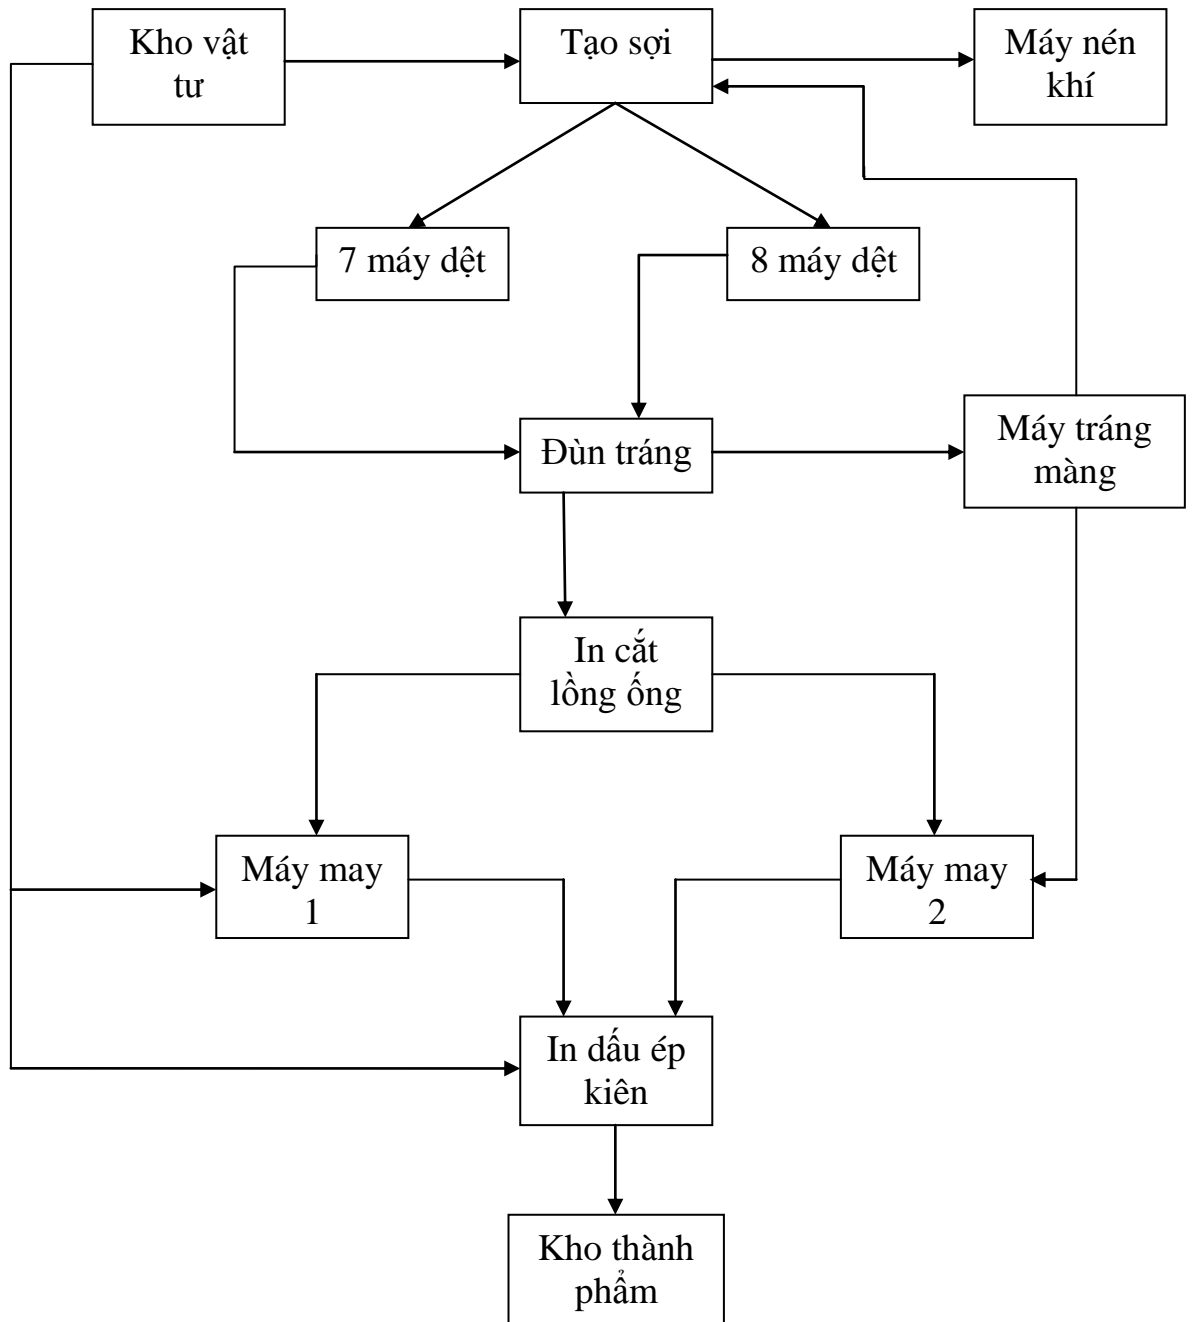 Kho vật
tư
Tạo sợi
Máy nén
khí
7 máy dệt
8 máy dệt
Đùn tráng
Máy tráng
màng
In cắt
lồng ống
Máy may
1
Máy may
2
In dấu ép
kiên
Kho thành
phẩm